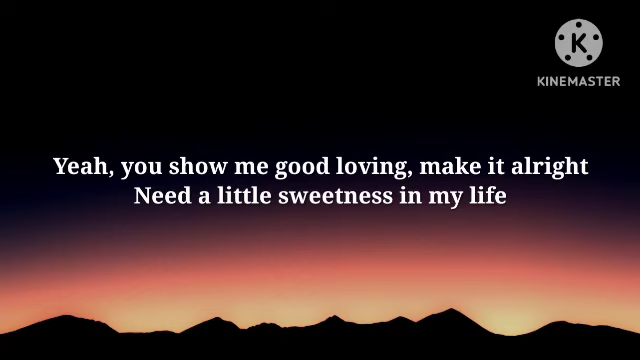 K
KINEMASTER
Yeah, you show me good loving, make it alright
Need a little sweetness in my life